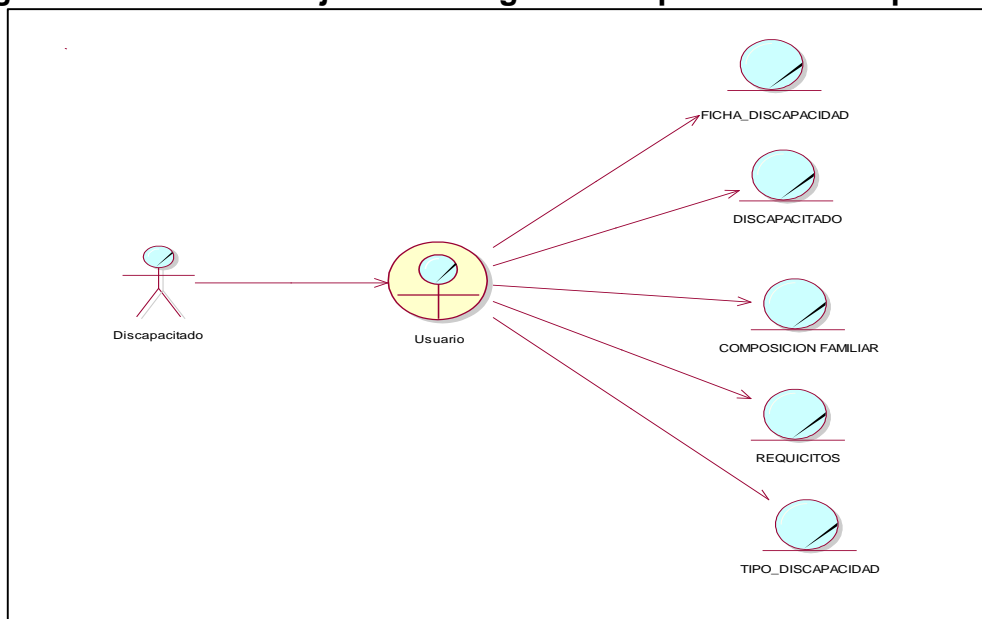 FICHA_DISCAPACIDAD
DISCAPACITADO
Discapacitado
Usuario
COMPOSICION FAMILIAR
REQUICITOS
TIPO_DISCAPACIDAD